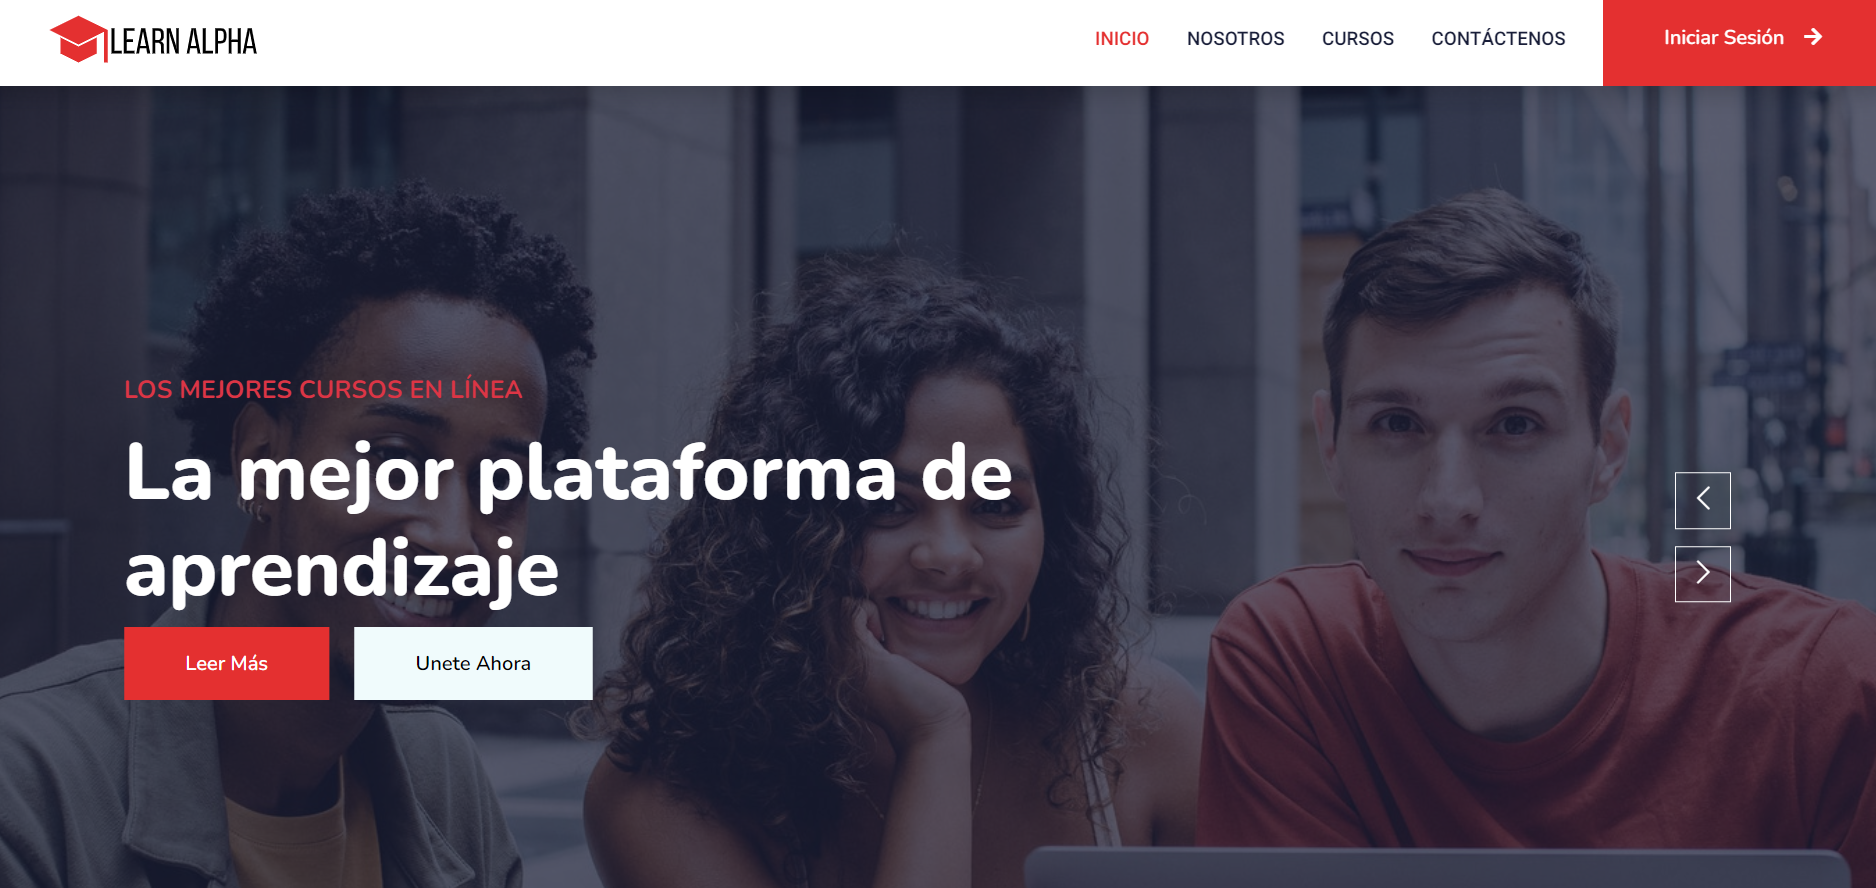 LEARN ALPHA
INICIO NOSOTROS CURSOS CONTÁCTENOS Iniciar Sesión
LOS MEJORES CURSOS EN LÍNEA
La mejor plataforma de
aprendizaje
Leer Más Unete Ahora